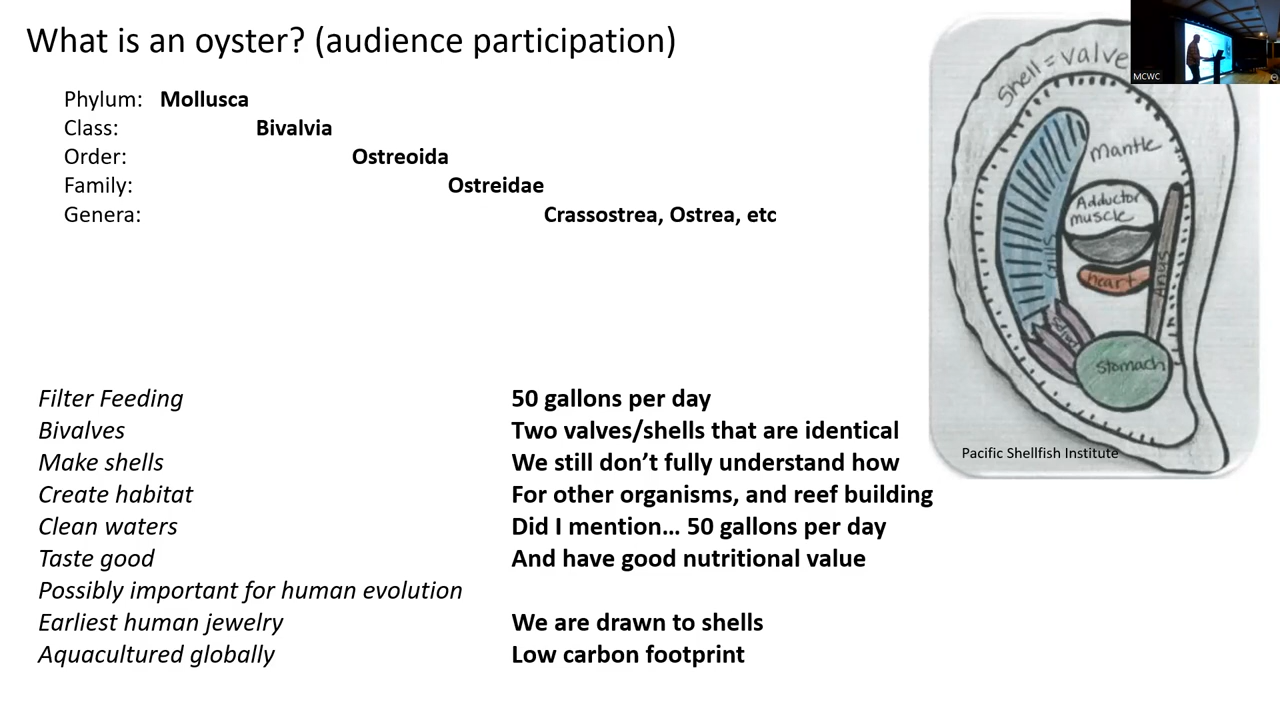 What is an oyster? (audience participation)
Phylum: Mollusca
Class: Bivalvia
Order: Ostreoida
Family: Ostreidae
Genera: Crassostrea, Ostrea, etc
Filter Feeding 50 gallons per day
Bivalves Two valves/shells that are identical
Make shells We still don’t fully understand how
Create habitat For other organisms, and reef building
Clean waters Did I mention… 50 gallons per day
Taste good And have good nutritional value
Possibly important for human evolution
Earliest human jewelry We are drawn to shells
Aquacultured globally Low carbon footprint
Shell = valve
Mantle
Adductor
muscle
Gills
heart
Anus
Stomach
Pacific Shellfish Institute
MCWC